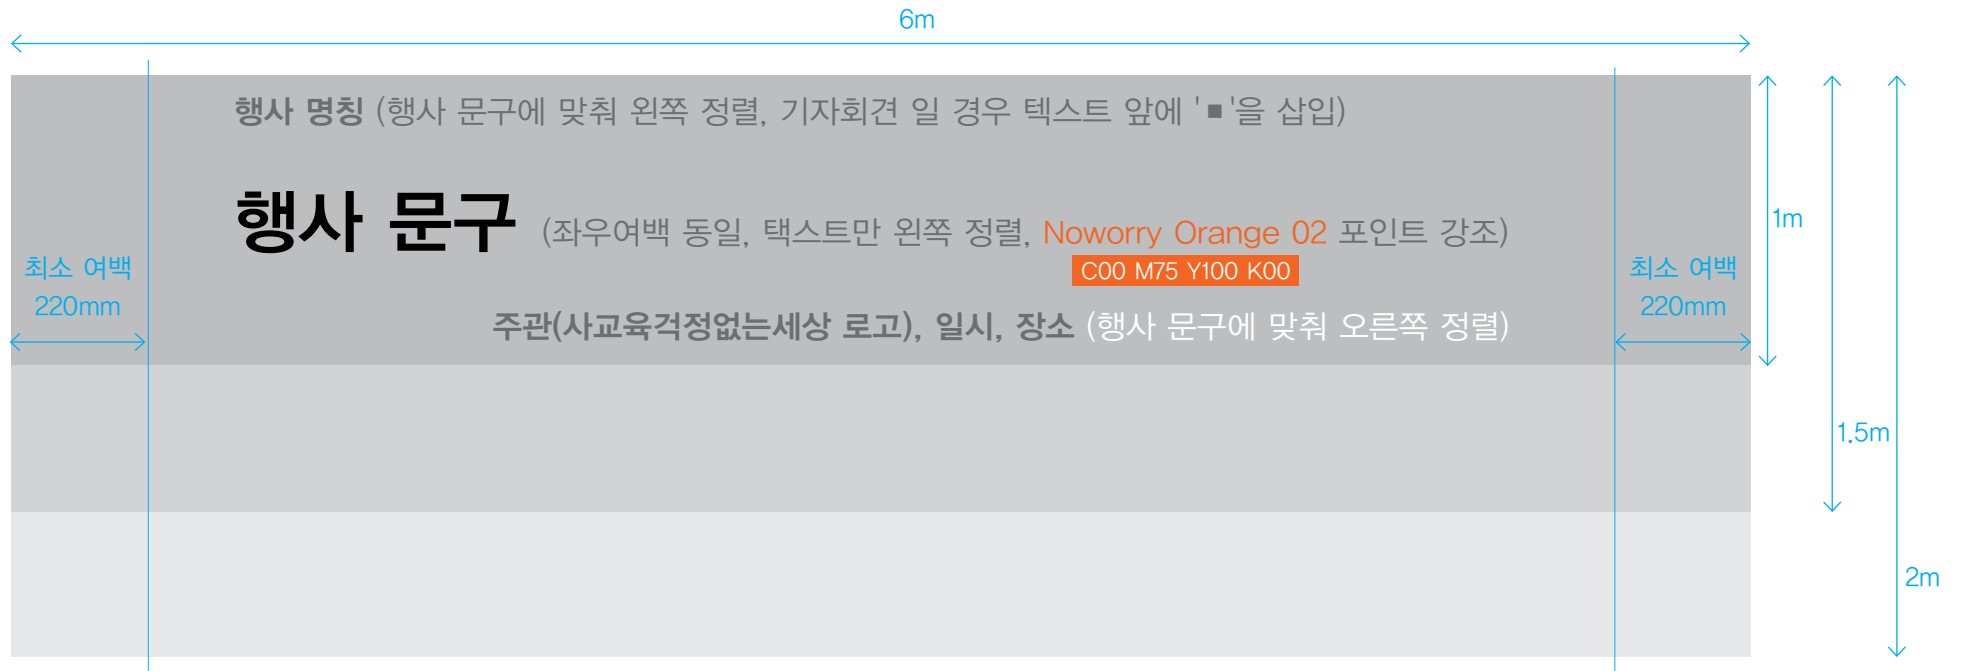 6m
행사 명칭 (행사 문구에 맞춰 왼쪽 정렬, 기자회견 일 경우 텍스트 앞에 '■'을 삽입)
행사 문구 (좌우여백 동일, 택스트만 왼쪽 정렬, Noworry Orange 02 포인트 강조)
C00 M75 Y100 K00
1m
최소 여백
220mm
최소 여백
220mm
주관(사교육걱정없는세상 로고), 일시, 장소 (행사 문구에 맞춰 오른쪽 정렬)
1.5m
2m